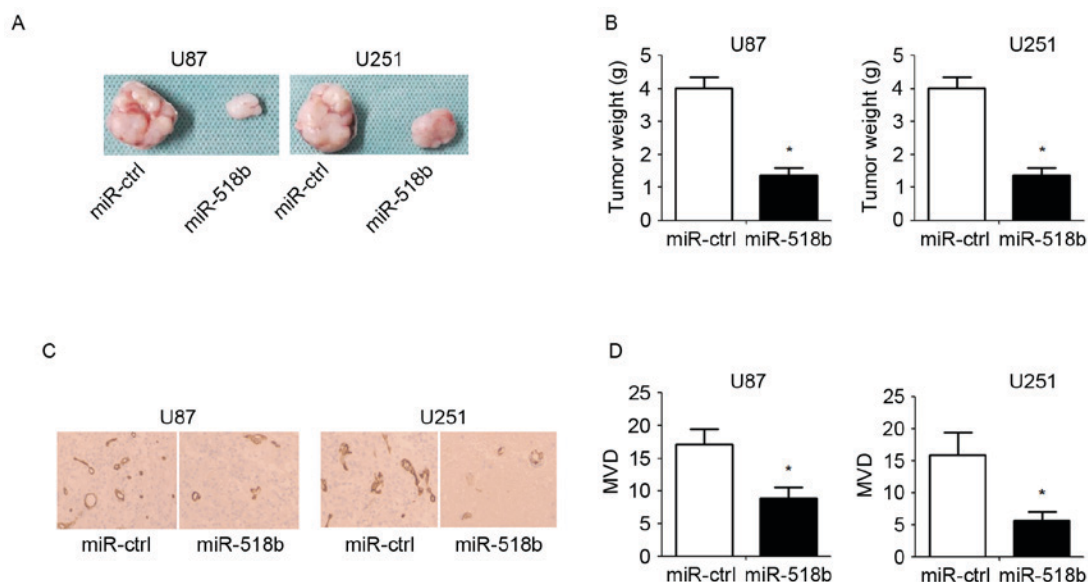 A
U87
U251
miR-ctrl
miR-518b
miR-ctrl
miR-518b
B
U87
Tumor weight (g)
5
4
3
2
1
0
*
miR-ctrl miR-518b
U251
Tumor weight (g)
5
4
3
2
1
0
*
miR-ctrl miR-518b
C
U87
U251
miR-ctrl
miR-518b
miR-ctrl
miR-518b
D
U87
MVD
25
20
15
10
5
0
*
miR-ctrl miR-518b
U251
MVD
25
20
15
10
5
0
*
miR-ctrl miR-518b